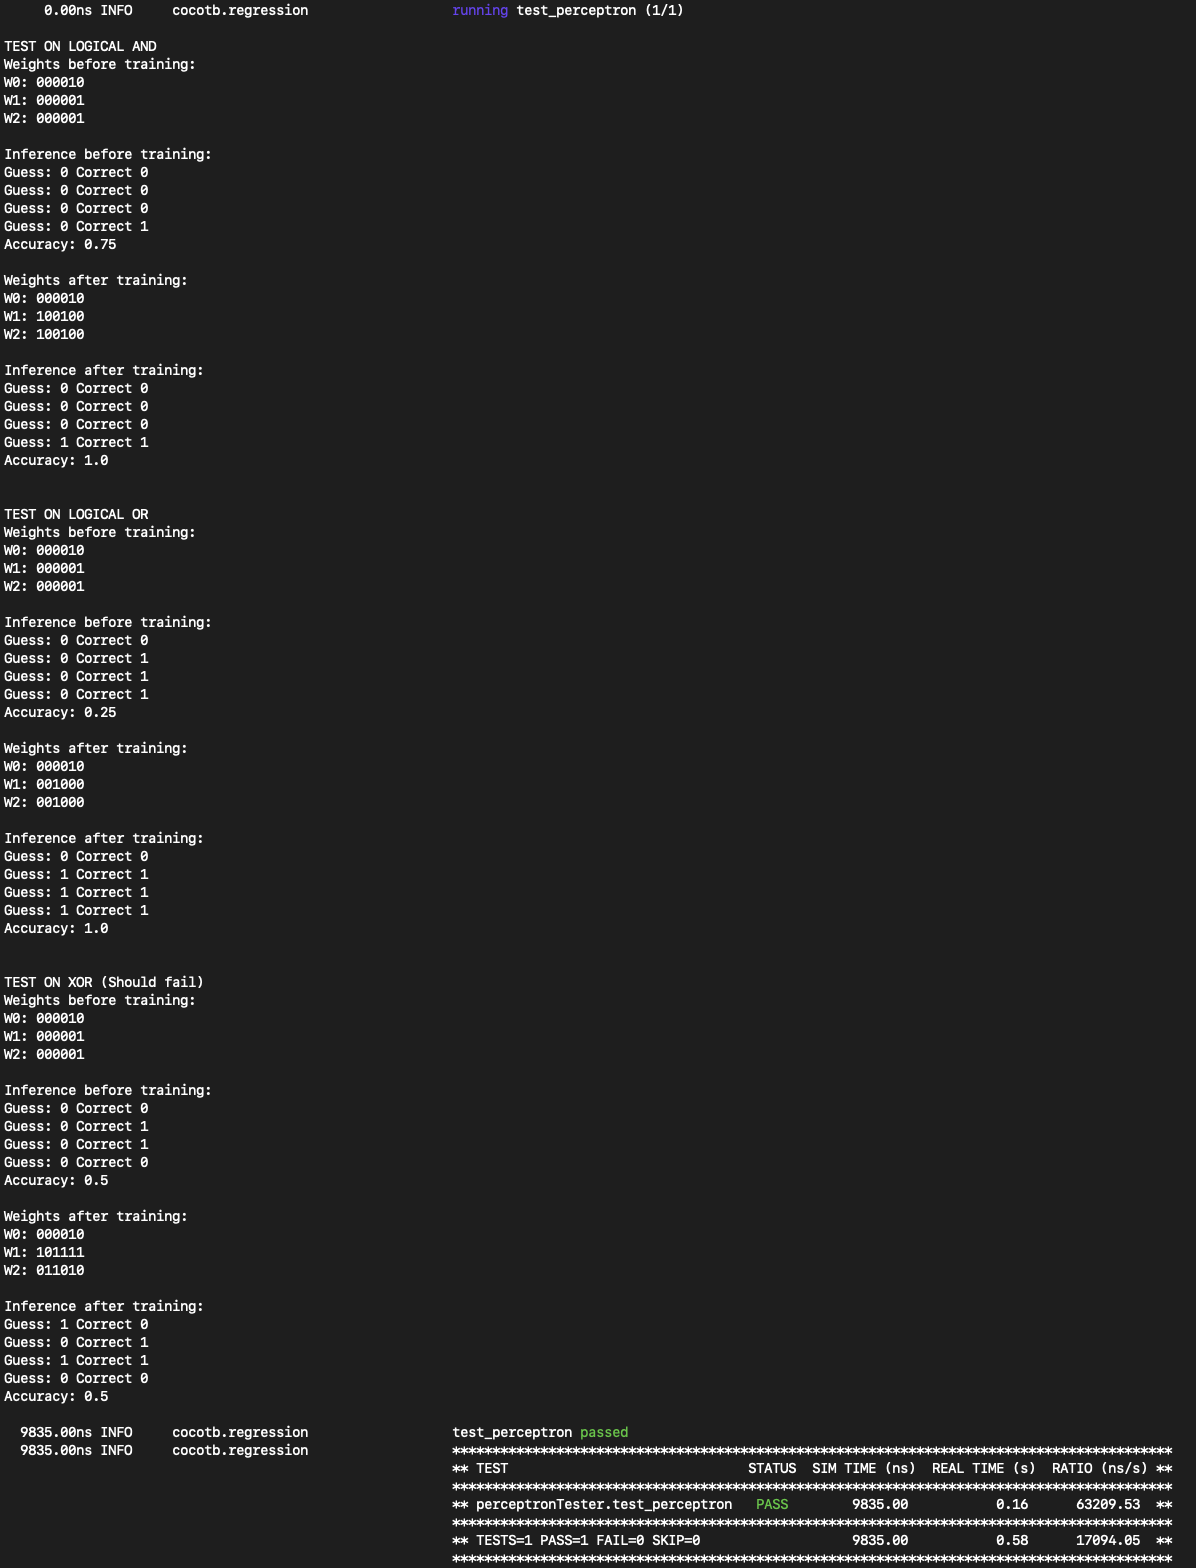 0.00ns INFO     cocotb.regression                  running test_perceptron (1/1)
TEST ON LOGICAL AND
Weights before training:
W0: 000010
W1: 000001
W2: 000001
Inference before training:
Guess: 0 Correct 0
Guess: 0 Correct 0
Guess: 0 Correct 0
Guess: 0 Correct 1
Accuracy: 0.75
Weights after training:
W0: 000010
W1: 100100
W2: 100100
Inference after training:
Guess: 0 Correct 0
Guess: 0 Correct 0
Guess: 0 Correct 0
Guess: 1 Correct 1
Accuracy: 1.0
TEST ON LOGICAL OR
Weights before training:
W0: 000010
W1: 000001
W2: 000001
Inference before training:
Guess: 0 Correct 0
Guess: 0 Correct 1
Guess: 0 Correct 1
Guess: 0 Correct 1
Accuracy: 0.25
Weights after training:
W0: 000010
W1: 001000
W2: 001000
Inference after training:
Guess: 0 Correct 0
Guess: 1 Correct 1
Guess: 1 Correct 1
Guess: 1 Correct 1
Accuracy: 1.0
TEST ON XOR (Should fail)
Weights before training:
W0: 000010
W1: 000001
W2: 000001
Inference before training:
Guess: 0 Correct 0
Guess: 0 Correct 1
Guess: 0 Correct 1
Guess: 0 Correct 0
Accuracy: 0.5
Weights after training:
W0: 000010
W1: 101111
W2: 011010
Inference after training:
Guess: 1 Correct 0
Guess: 0 Correct 1
Guess: 1 Correct 1
Guess: 0 Correct 0
Accuracy: 0.5
9835.00ns INFO     cocotb.regression                  test_perceptron passed
9835.00ns INFO     cocotb.regression                  ******************************************************************************************
** TEST                              STATUS  SIM TIME (ns)  REAL TIME (s)  RATIO (ns/s) **
******************************************************************************************
** perceptronTester.test_perceptron   PASS        9835.00           0.16      63209.53  **
******************************************************************************************
** TESTS=1 PASS=1 FAIL=0 SKIP=0                   9835.00           0.58      17094.05  **
******************************************************************************************